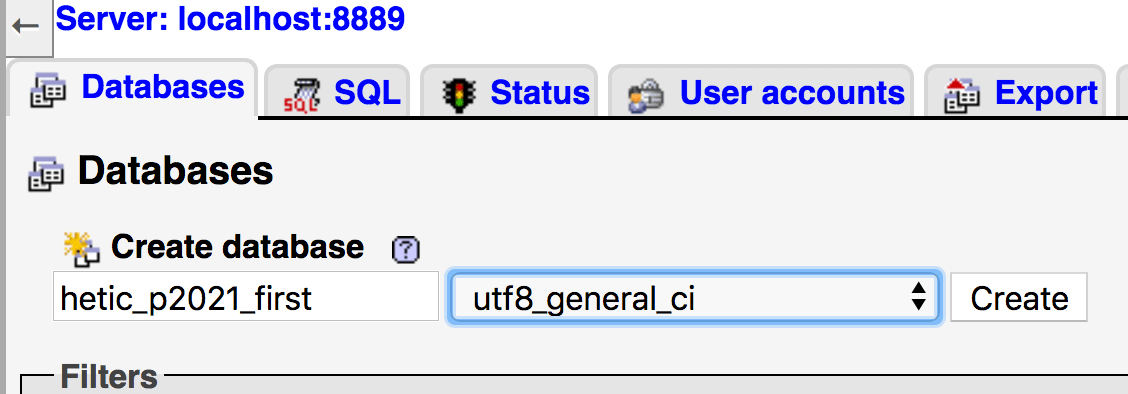 Server: localhost:8889
Databases SQL Status User accounts Export
Databases
Create database ?
hetic_p2021_first utf8_general_ci Create
Filters